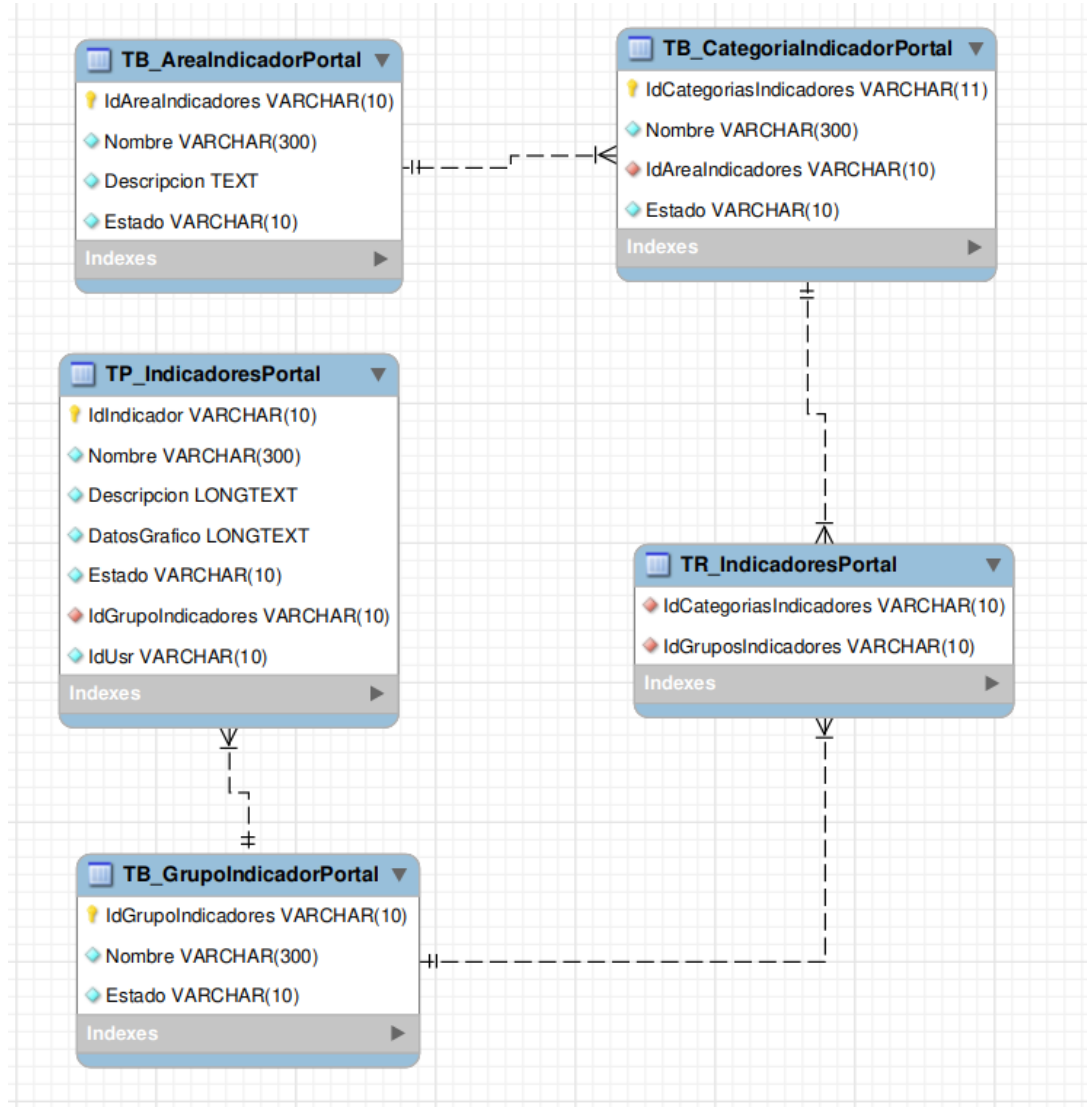 TB_AreaIndicadorPortal
IdAreaIndicadores VARCHAR(10)
Nombre VARCHAR(300)
Descripcion TEXT
Estado VARCHAR(10)
Indexes
TB_CategoriaIndicadorPortal
IdCategoriasIndicadores VARCHAR(11)
Nombre VARCHAR(300)
IdAreaIndicadores VARCHAR(10)
Estado VARCHAR(10)
Indexes
TP_IndicadoresPortal
IdIndicador VARCHAR(10)
Nombre VARCHAR(300)
Descripcion LONGTEXT
DatosGrafico LONGTEXT
Estado VARCHAR(10)
IdGrupoIndicadores VARCHAR(10)
IdUsr VARCHAR(10)
Indexes
TR_IndicadoresPortal
IdCategoriasIndicadores VARCHAR(10)
IdGruposIndicadores VARCHAR(10)
Indexes
TB_GrupoIndicadorPortal
IdGrupoIndicadores VARCHAR(10)
Nombre VARCHAR(300)
Estado VARCHAR(10)
Indexes